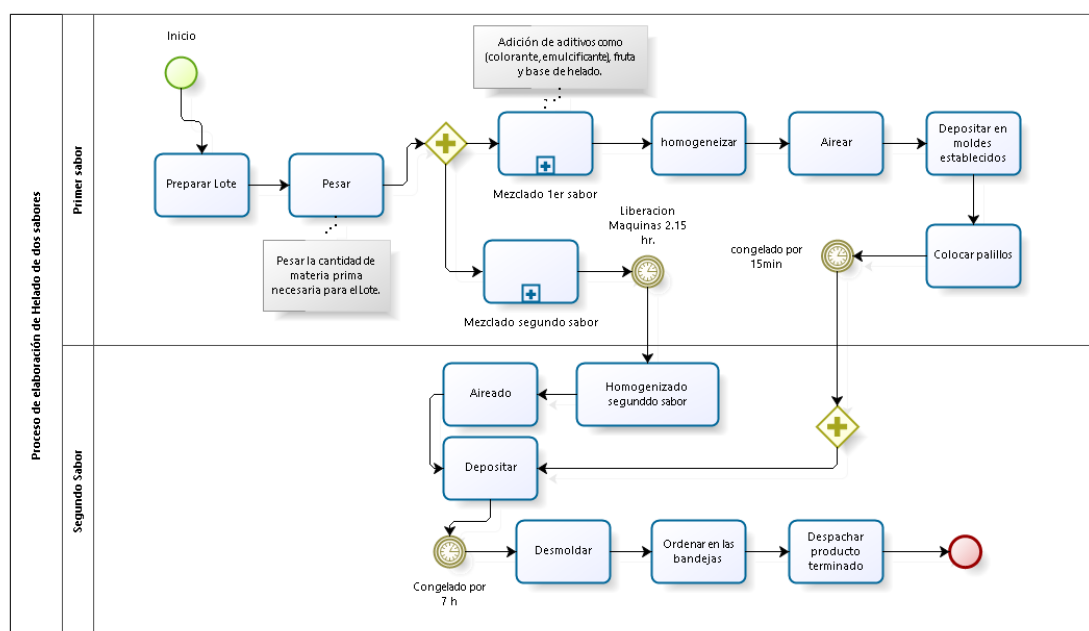 Proceso de elaboración de Helado de dos sabores
Primer sabor
Inicio
Adición de aditivos como
(colorante, emulcificante), fruta
y base de helado.
Preparar Lote
Pesar
Mezclado 1er sabor
homogeneizar
Airear
Depositar en
moldes
establecidos
Pesar la cantidad de
materia prima
necesaria para el Lote.
Mezclado segundo sabor
Liberacion
Maquinas 2.15
hr.
congelado por
15min
Colocar palillos
Segundo Sabor
Aireado
Homogenizado
segunddo sabor
Depositar
Congelado por
7 h
Desmoldar
Ordenar en las
bandejas
Despachar
producto
terminado